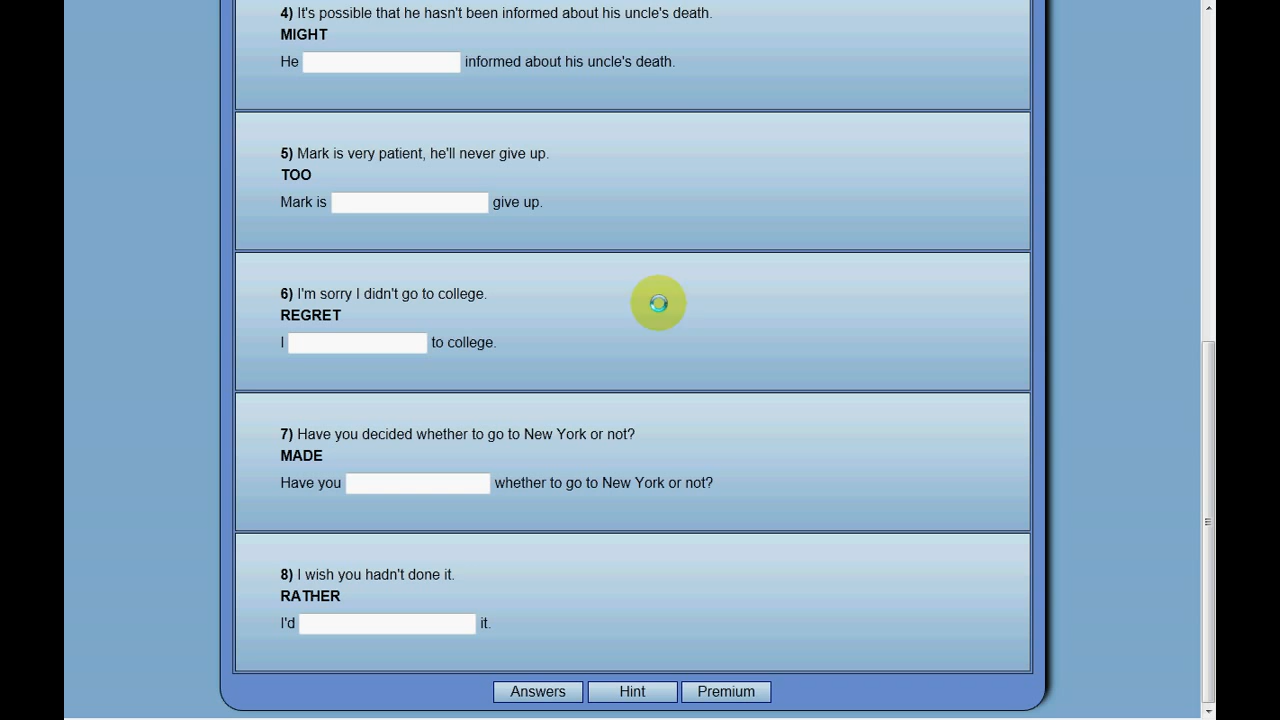 4) It's possible that he hasn't been informed about his uncle's death.
MIGHT
He informed about his uncle's death.
5) Mark is very patient, he'll never give up.
TOO
Mark is give up.
6) I'm sorry I didn't go to college.
REGRET
I to college.
7) Have you decided whether to go to New York or not?
MADE
Have you whether to go to New York or not?
8) I wish you hadn't done it.
RATHER
I'd it.
Answers Hint Premium